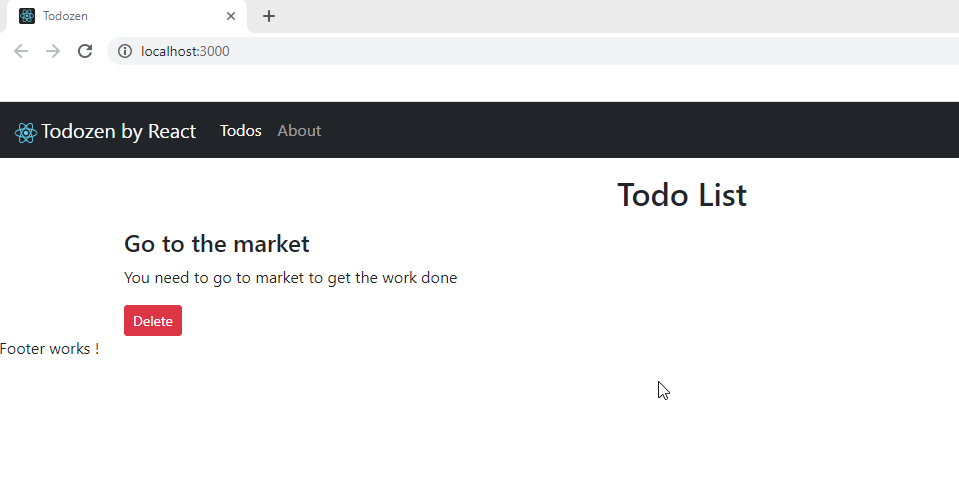 Todozen
localhost:3000
Todozen by React Todos About
Todo List
Go to the market
You need to go to market to get the work done
Delete
Footer works !